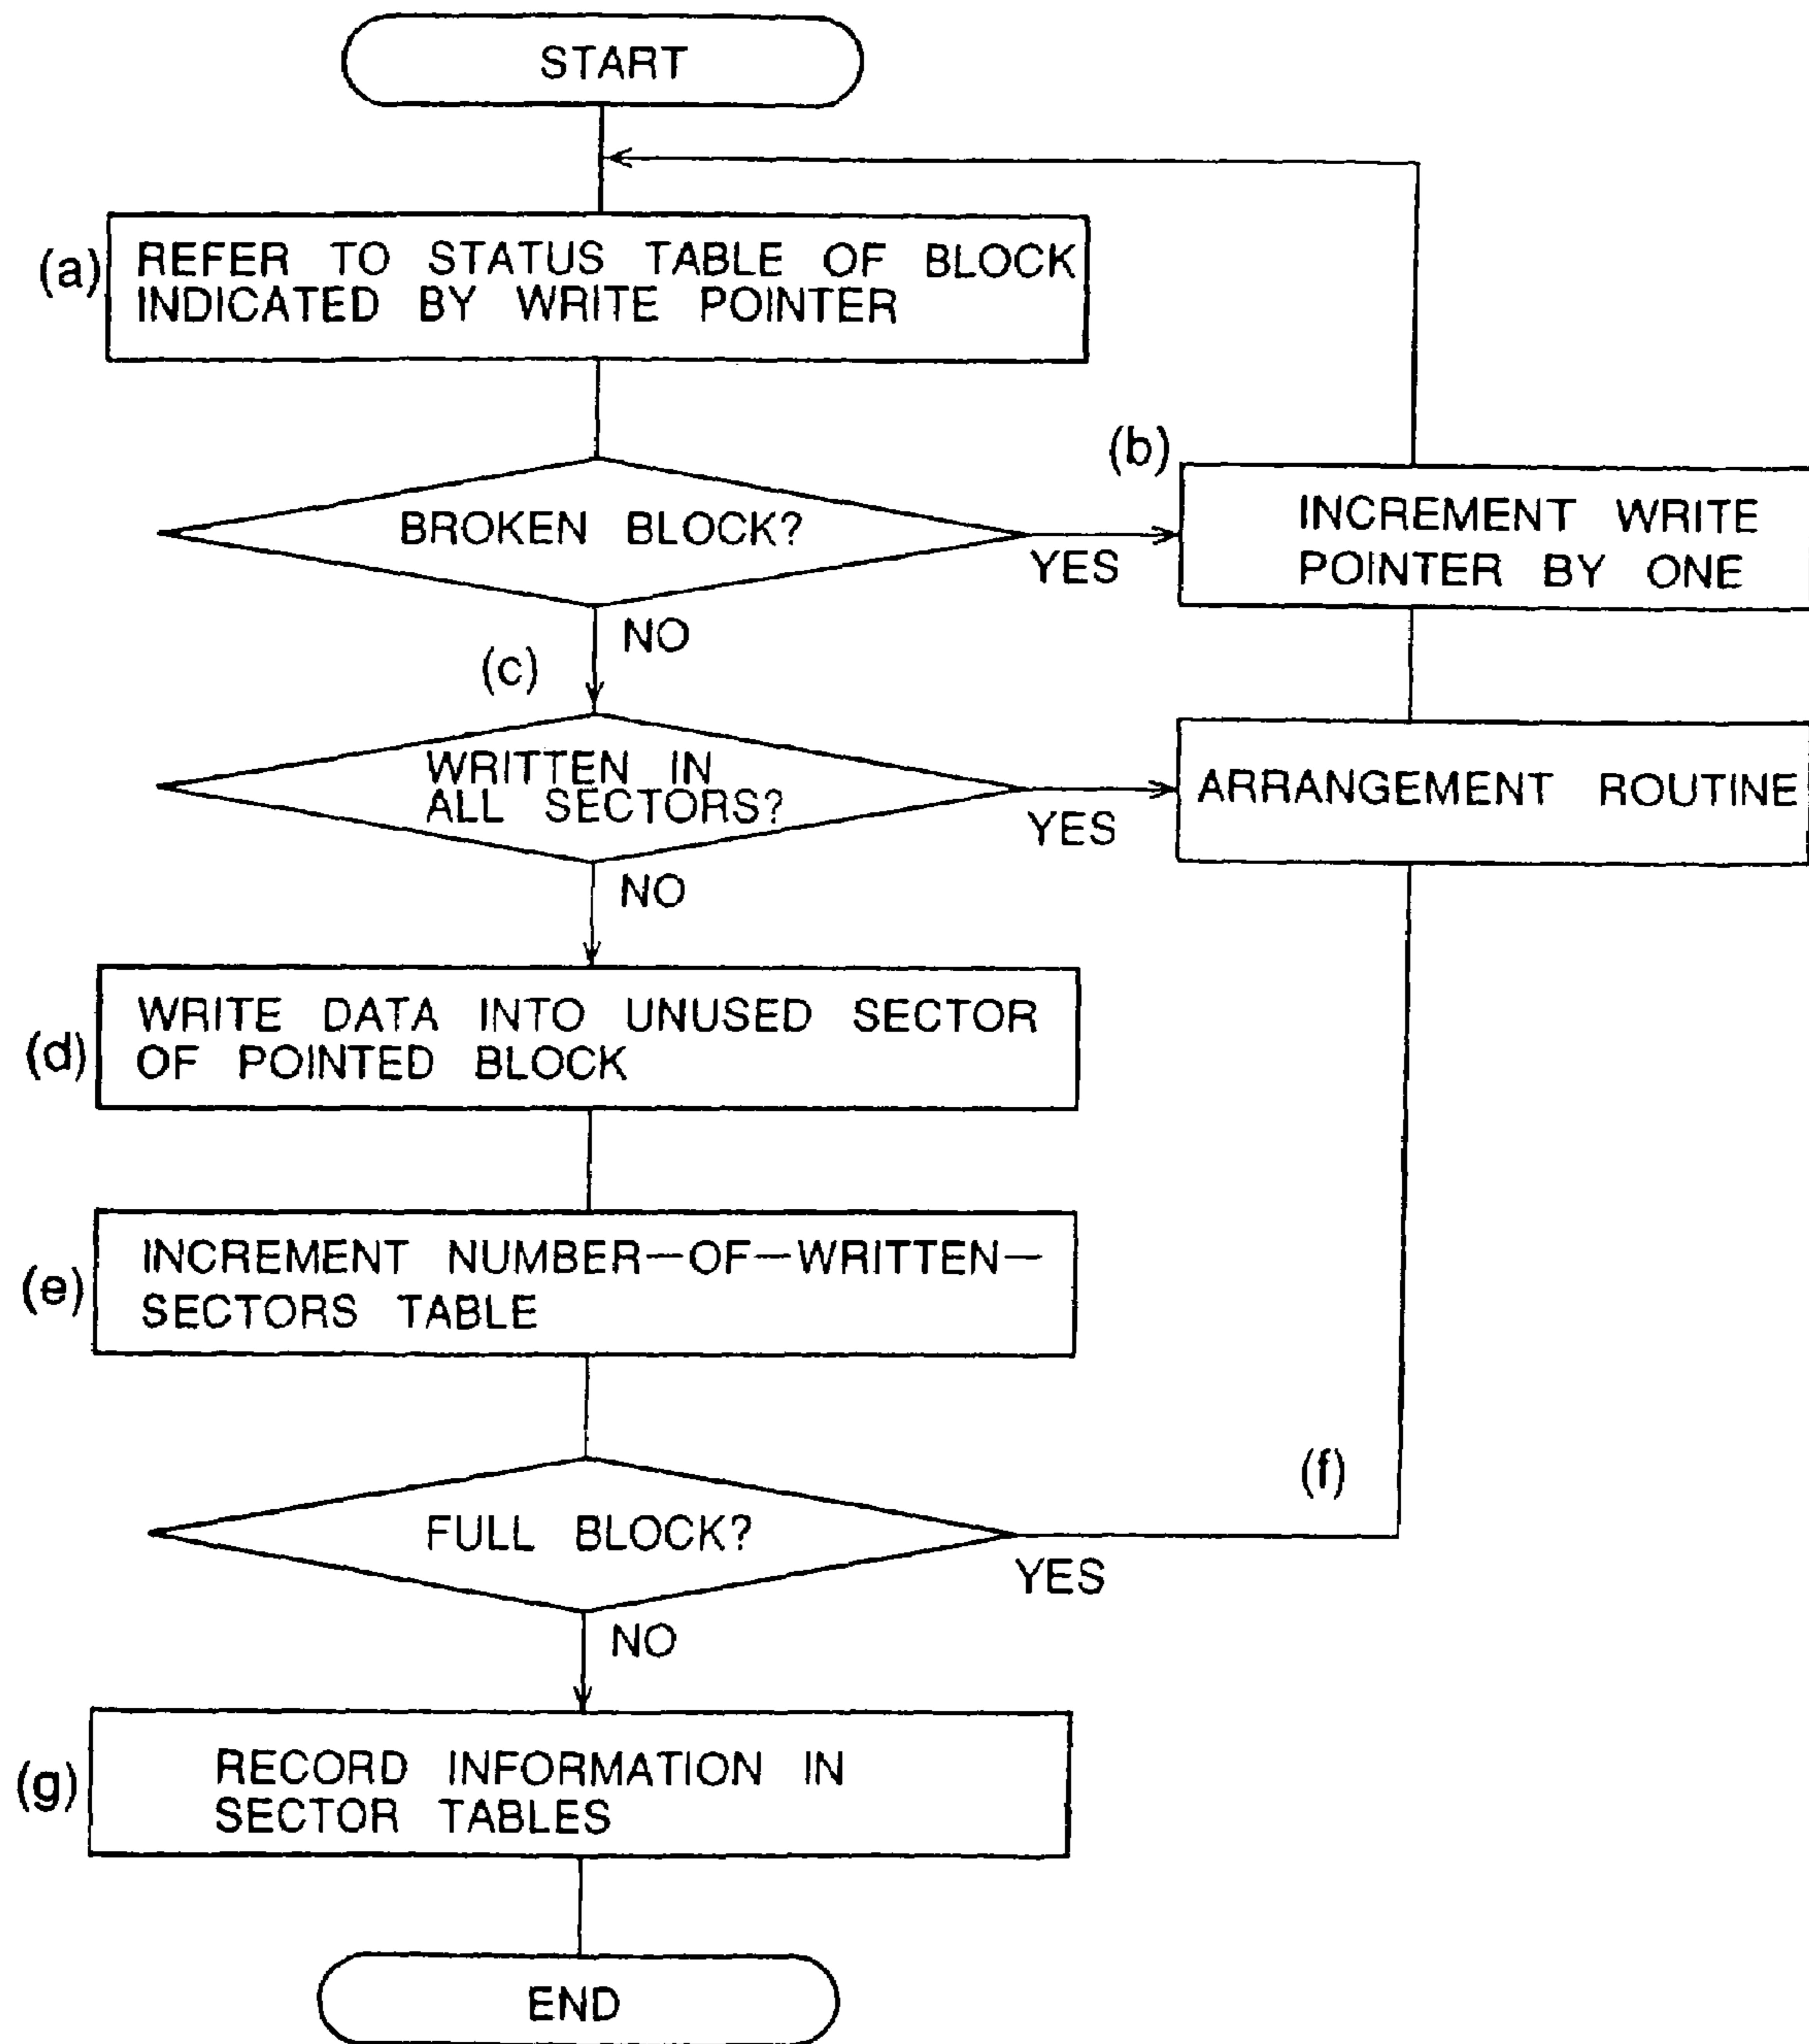 START
(a)
REFER TO STATUS TABLE OF BLOCK
INDICATED BY WRITE POINTER
BROKEN BLOCK?
YES
(b)
INCREMENT WRITE
POINTER BY ONE
NO
(c)
WRITTEN IN
ALL SECTORS?
YES
ARRANGEMENT ROUTINE
NO
(d)
WRITE DATA INTO UNUSED SECTOR
OF POINTED BLOCK
(e)
INCREMENT NUMBER—OF—WRITTEN—
SECTORS TABLE
FULL BLOCK?
YES
(f)
NO
(g)
RECORD INFORMATION IN
SECTOR TABLES
END